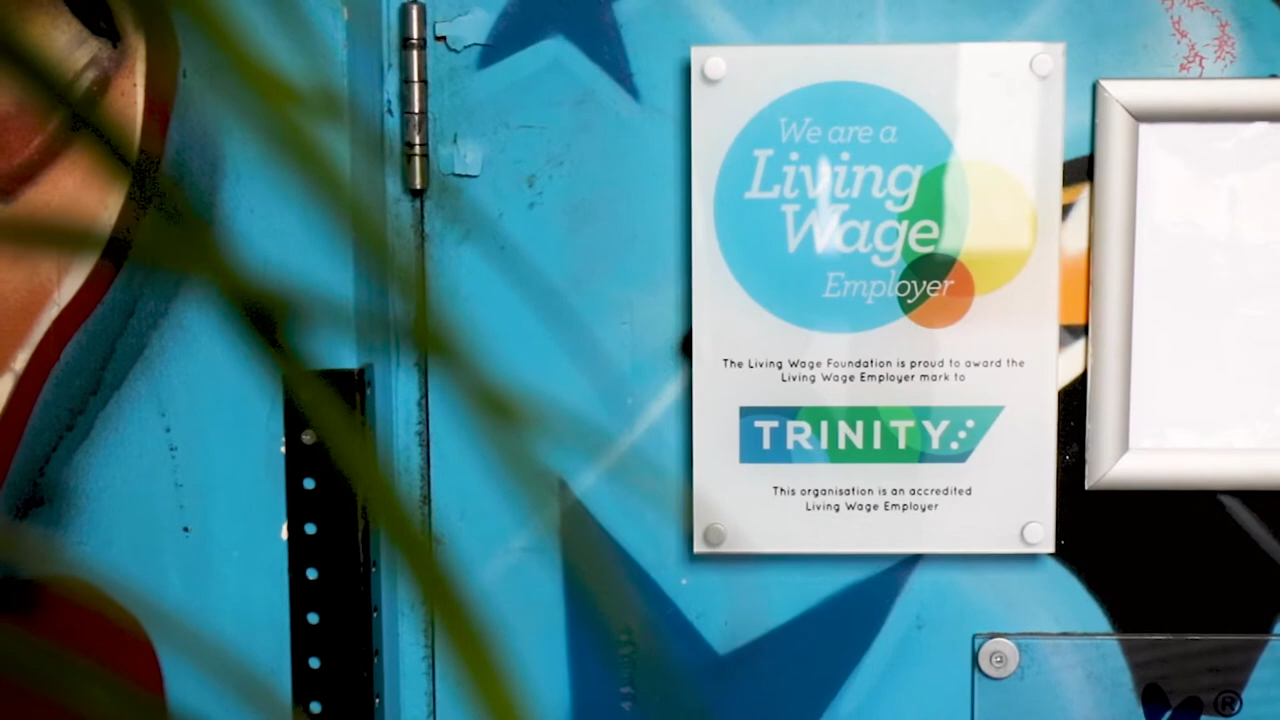 We are a
Living
Wage
Employer
The Living Wage Foundation is proud to award the
Living Wage Employer mark to
TRINITY
This organisation is an accredited
Living Wage Employer
®